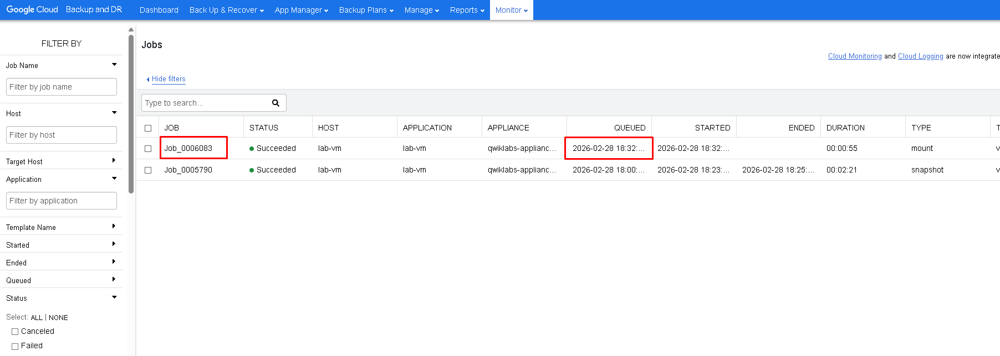 Google Cloud Backup and DR Dashboard Back Up & Recover App Manager Backup Plans Manage Reports Monitor
FILTER BY
Job Name
Filter by job name
Host
Filter by host
Target Host
Application
Filter by application
Template Name
Started
Ended
Queued
Status
Select: ALL | NONE
Canceled
Failed
Jobs
Cloud Monitoring and Cloud Logging are now integrate
Hide filters
Type to search...
JOB STATUS HOST APPLICATION APPLIANCE QUEUED STARTED ENDED DURATION TYPE T
Job_0006083 Succeeded lab-vm lab-vm qwiklabs-applianc... 2026-02-28 18:32:... 2026-02-28 18:32:... 00:00:55 mount v
Job_0005790 Succeeded lab-vm lab-vm qwiklabs-applianc... 2026-02-28 18:00:... 2026-02-28 18:23:... 2026-02-28 18:25:... 00:02:21 snapshot v